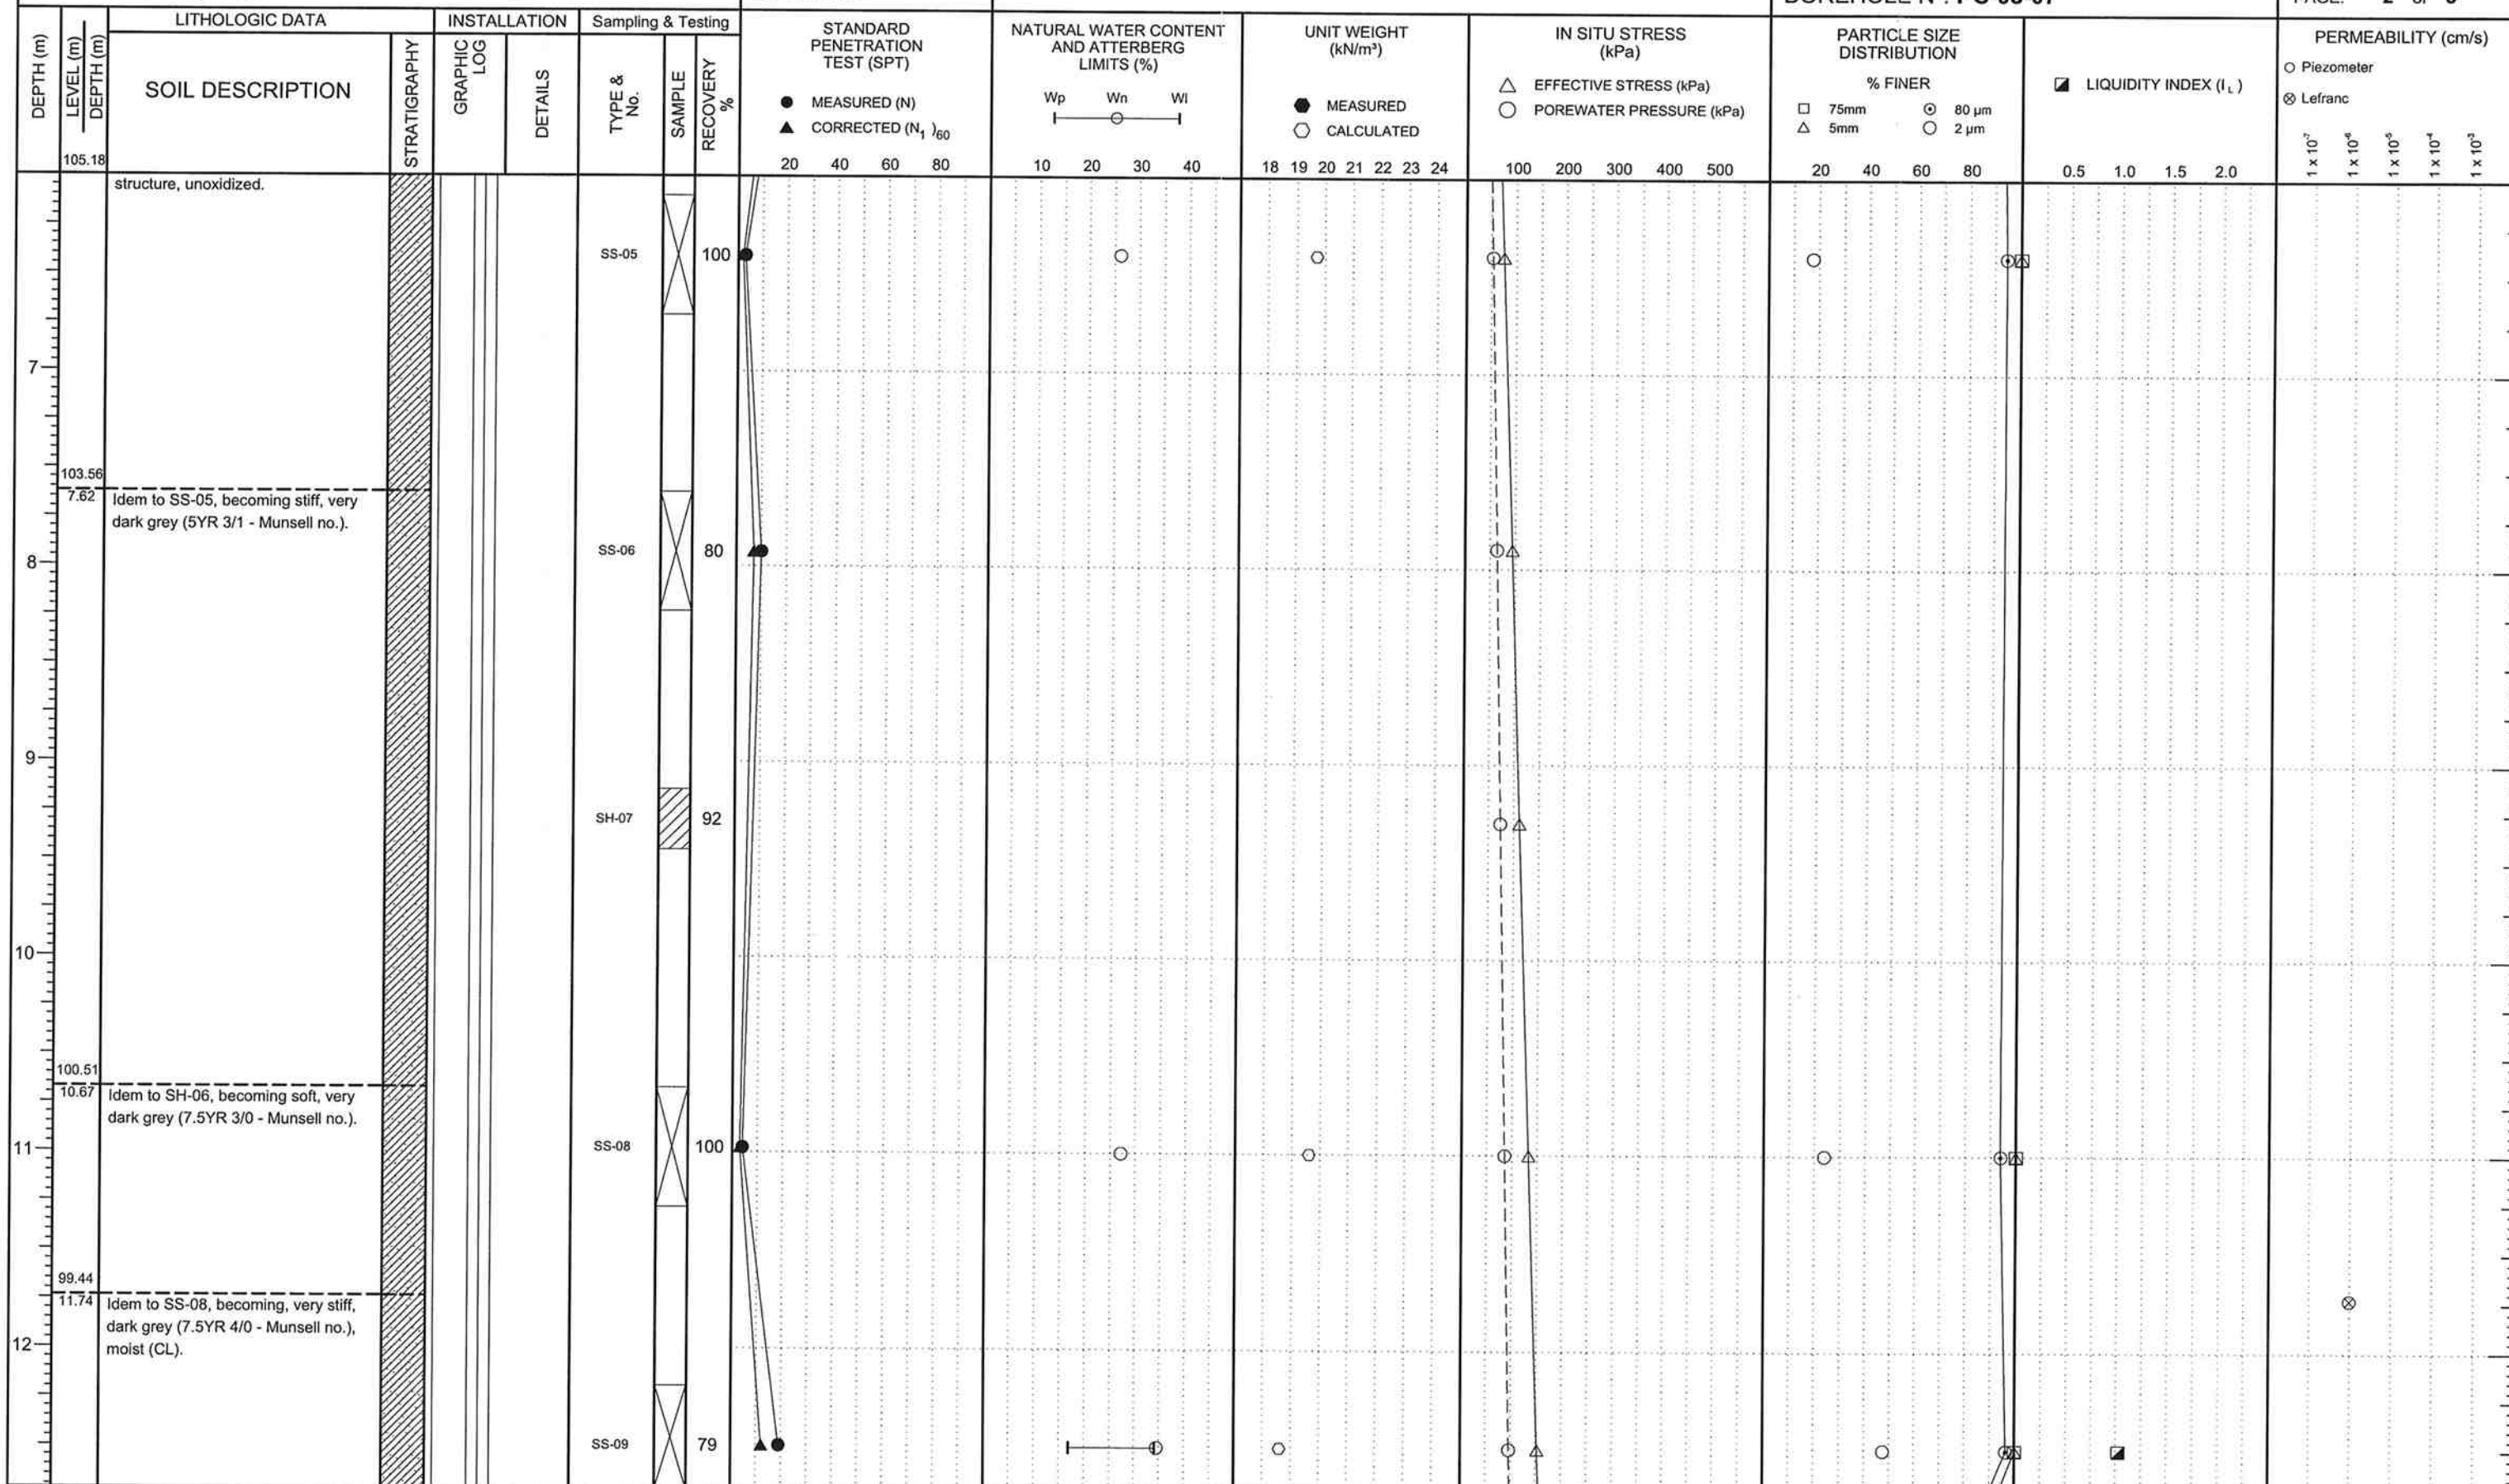 LITHOLOGIC DATA
INSTALLATION
Sampling & Testing
DEPTH (m)
LEVEL (m)
DEPTH (m)
105.18
SOIL DESCRIPTION
STRATIGRAPHY
GRAPHIC
LOG
DETAILS
TYPE &
No.
SAMPLE
RECOVERY
%
STANDARD
PENETRATION
TEST (SPT)
● MEASURED (N)
▲ CORRECTED (N1 )60
20 40 60 80
NATURAL WATER CONTENT
AND ATTERBERG
LIMITS (%)
Wp Wn Wl
10 20 30 40
UNIT WEIGHT
(kN/m³)
MEASURED
CALCULATED
18 19 20 21 22 23 24
IN SITU STRESS
(kPa)
△ EFFECTIVE STRESS (kPa)
○ POREWATER PRESSURE (kPa)
100 200 300 400 500
PARTICLE SIZE
DISTRIBUTION
% FINER
□ 75mm ⊙ 80 µm
△ 5mm ○ 2 µm
20 40 60 80
LIQUIDITY INDEX (IL)
0.5 1.0 1.5 2.0
PERMEABILITY (cm/s)
○ Piezometer
⊗ Lefranc
1 x 10-7
1 x 10-6
1 x 10-5
1 x 10-4
1 x 10-3
structure, unoxidized.
SS-05 100
7
103.56
7.62
Idem to SS-05, becoming stiff, very
dark grey (5YR 3/1 - Munsell no.).
SS-06 80
8
9
SH-07 92
10
100.51
10.67
Idem to SH-06, becoming soft, very
dark grey (7.5YR 3/0 - Munsell no.).
11
SS-08 100
99.44
11.74
Idem to SS-08, becoming, very stiff,
dark grey (7.5YR 4/0 - Munsell no.),
moist (CL).
12
SS-09 79